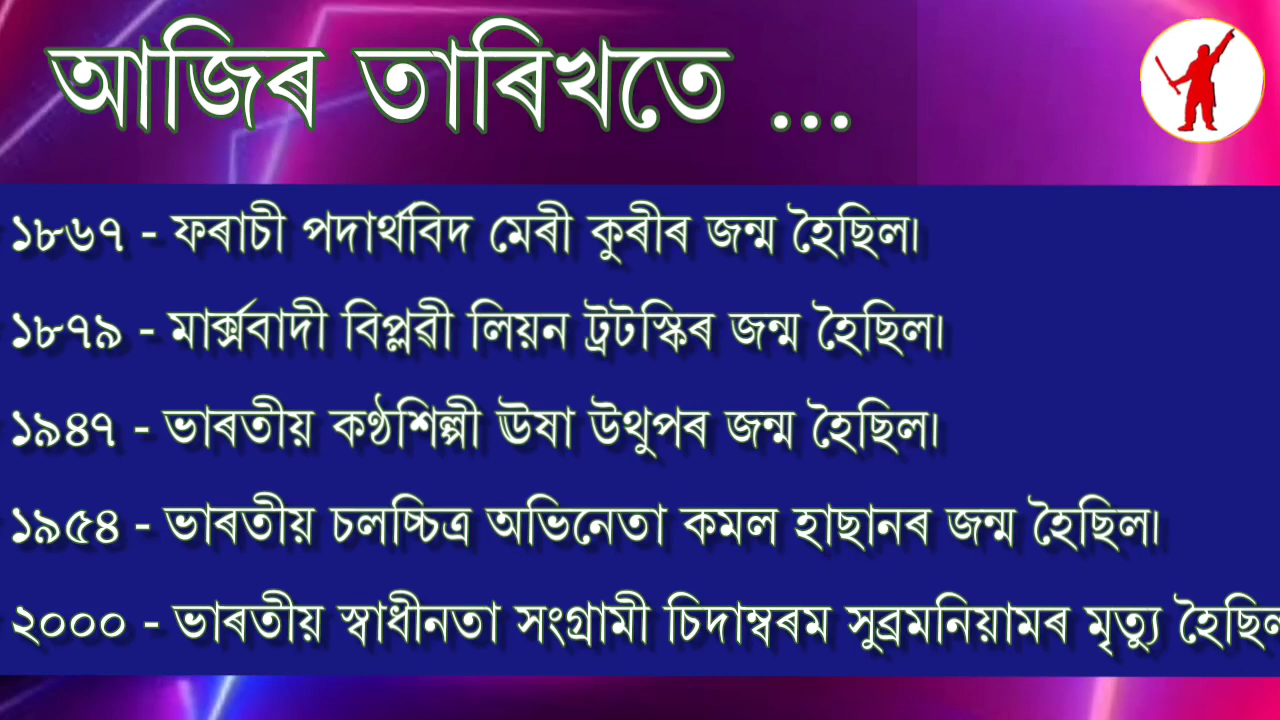 আজিৰ তাৰিখতে ...
১৮৬৭ - ফৰাচী পদাৰ্থবিদ মেৰী কুৰীৰ জন্ম হৈছিল।
১৮৭৯ - মাৰ্ক্সবাদী বিপ্লৱী লিয়ন ট্ৰটস্কিৰ জন্ম হৈছিল।
১৯৪৭ - ভাৰতীয় কণ্ঠশিল্পী ঊষা উথুপৰ জন্ম হৈছিল।
১৯৫৪ - ভাৰতীয় চলচ্চিত্ৰ অভিনেতা কমল হাছানৰ জন্ম হৈছিল।
২০০০ - ভাৰতীয় স্বাধীনতা সংগ্ৰামী চিদাম্বৰম সুব্ৰমনিয়ামৰ মৃত্যু হৈছিল